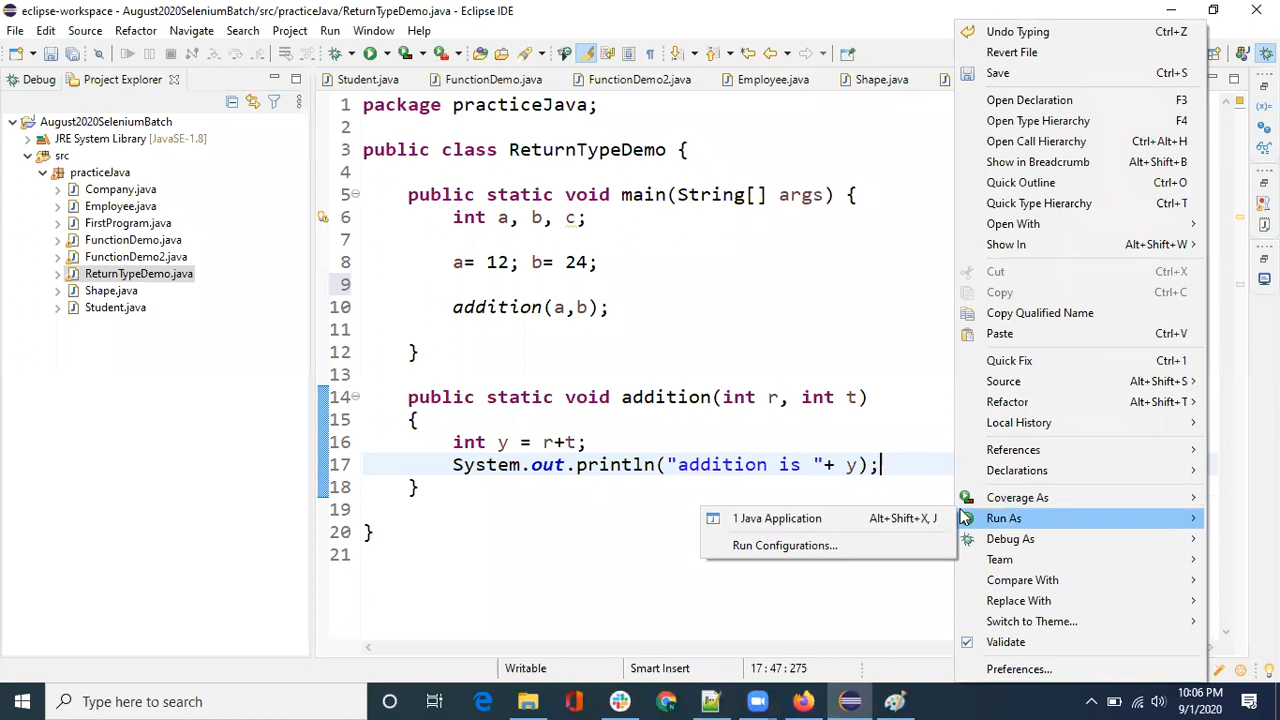 eclipse-workspace - August2020SeleniumBatch/src/practiceJava/ReturnTypeDemo.java - Eclipse IDE
File Edit Source Refactor Navigate Search Project Run Window Help
Debug Project Explorer
Student.java FunctionDemo.java FunctionDemo2.java Employee.java Shape.java
August2020SeleniumBatch
JRE System Library [JavaSE-1.8]
src
practiceJava
Company.java
Employee.java
FirstProgram.java
FunctionDemo.java
FunctionDemo2.java
ReturnTypeDemo.java
Shape.java
Student.java
1 package practiceJava;
2
3 public class ReturnTypeDemo {
4
5 public static void main(String[] args) {
6 int a, b, c;
7
8 a= 12; b= 24;
9
10 addition(a,b);
11
12 }
13
14 public static void addition(int r, int t)
15 {
16 int y = r+t;
17 System.out.println("addition is "+ y);
18 }
19
20 }
21
Undo Typing Ctrl+Z
Revert File
Save Ctrl+S
Open Declaration F3
Open Type Hierarchy F4
Open Call Hierarchy Ctrl+Alt+H
Show in Breadcrumb Alt+Shift+B
Quick Outline Ctrl+O
Quick Type Hierarchy Ctrl+T
Open With
Show In Alt+Shift+W
Cut Ctrl+X
Copy Ctrl+C
Copy Qualified Name
Paste Ctrl+V
Quick Fix Ctrl+1
Source Alt+Shift+S
Refactor Alt+Shift+T
Local History
References
Declarations
Coverage As
Run As
Debug As
Team
Compare With
Replace With
Switch to Theme...
Validate
Preferences...
1 Java Application Alt+Shift+X, J
Run Configurations...
Writable Smart Insert 17 : 47 : 275
Type here to search
10:06 PM
9/1/2020